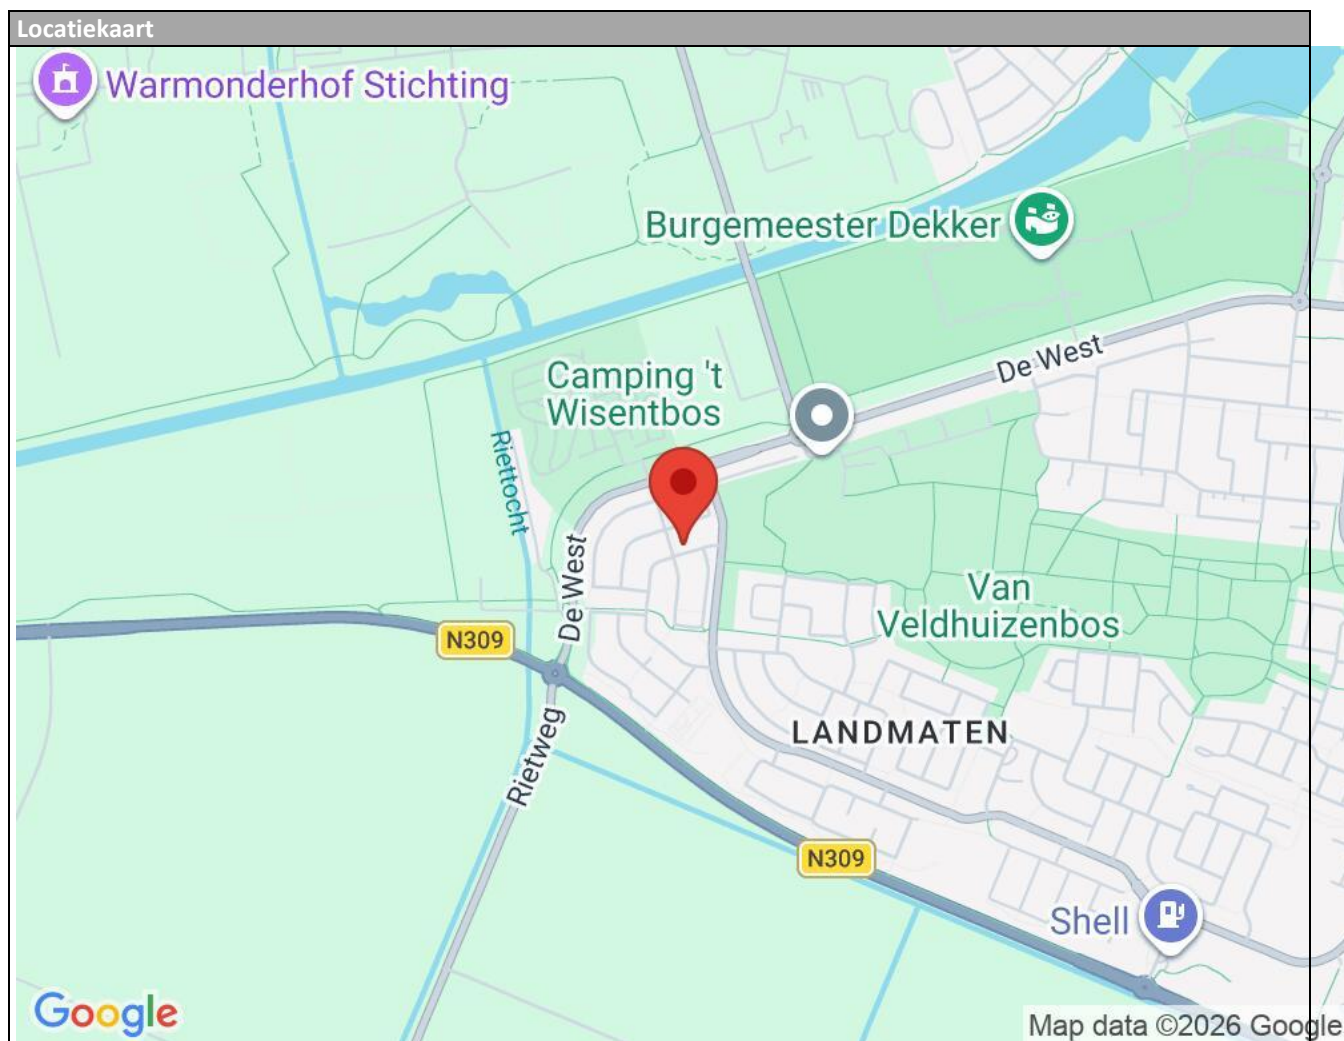 Locatiekaart
Warmonderhof Stichting
Burgemeester Dekker
De West
Camping 't
Wisentbos
Riettocht
De West
Van
Veldhuizenbos
N309
Rietweg
LANDMATEN
N309
Shell
Google
Map data ©2026 Google